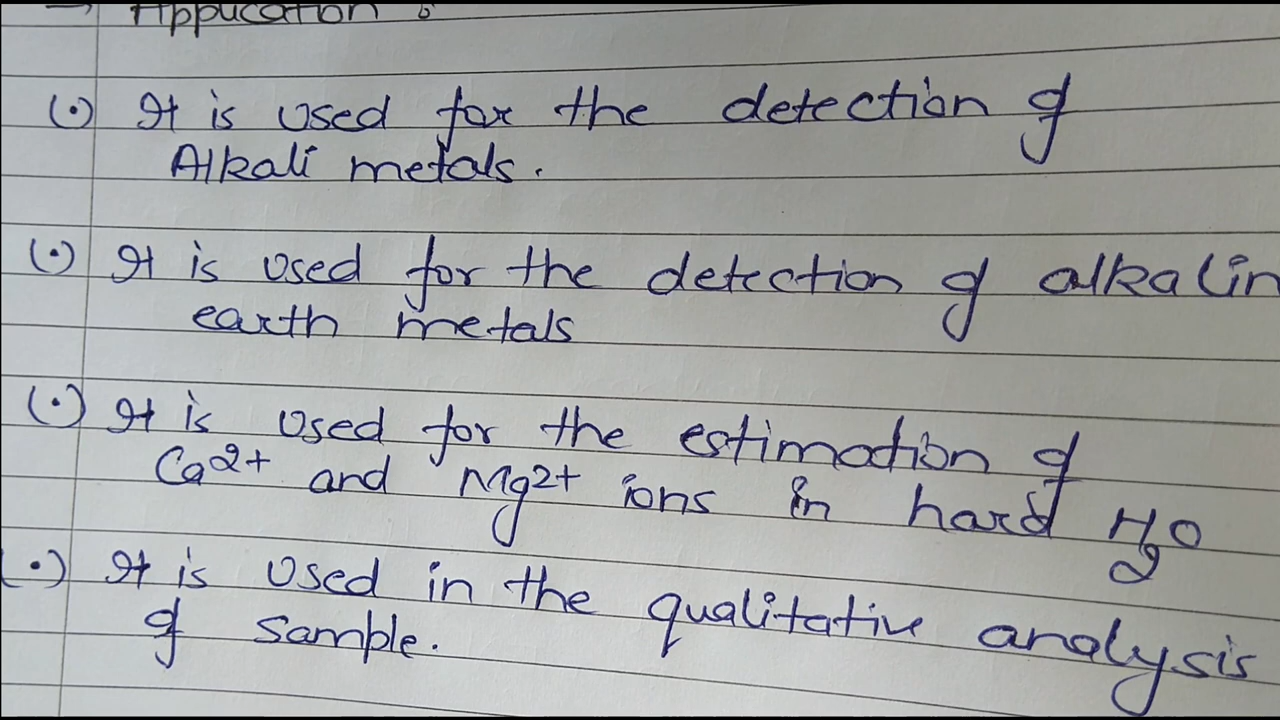 → Application :
(•) It is used for the detection of
Alkali metals.
(•) It is used for the detection of alkalin
earth metals
(•) It is used for the estimation of
Ca2+ and Mg2+ ions in hard H2O
(•) It is used in the qualitative analysis
of sample.